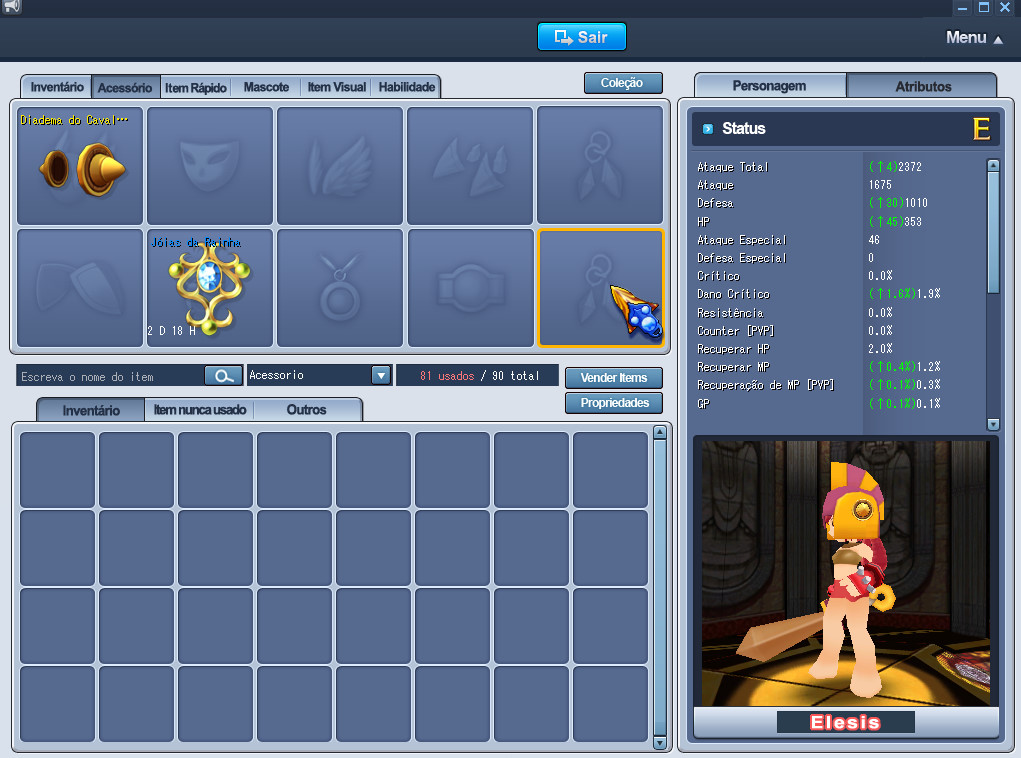 Sair
Menu
Inventário
Acessório
Item Rápido
Mascote
Item Visual
Habilidade
Coleção
Diadema do Caval…
Jóias da Rainha
2 D 18 H
Escreva o nome do item
Acessorio
81 usados / 90 total
Vender Items
Propriedades
Inventário
Item nunca usado
Outros
Personagem
Atributos
Status
E
Ataque Total (↑4)2372
Ataque 1675
Defesa (↑30)1010
HP (↑45)353
Ataque Especial 46
Defesa Especial 0
Crítico 0.0%
Dano Crítico (↑1.6%)1.9%
Resistência 0.0%
Counter [PVP] 0.0%
Recuperar HP 2.0%
Recuperar MP (↑0.4%)1.2%
Recuperação de MP [PVP] (↑0.1%)0.3%
GP (↑0.1%)0.1%
Elesis